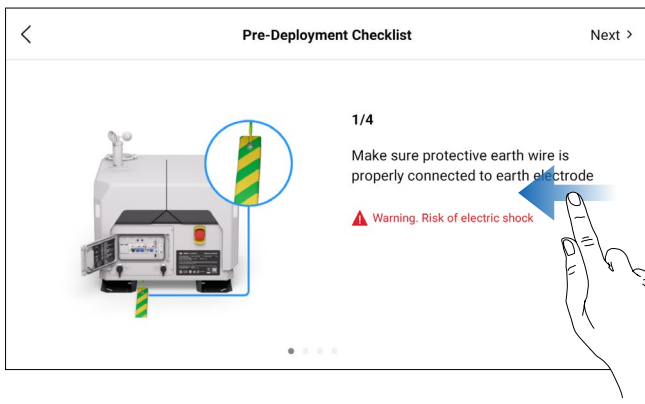 Pre-Deployment Checklist
Next >
1/4
Make sure protective earth wire is
properly connected to earth electrode
Warning. Risk of electric shock